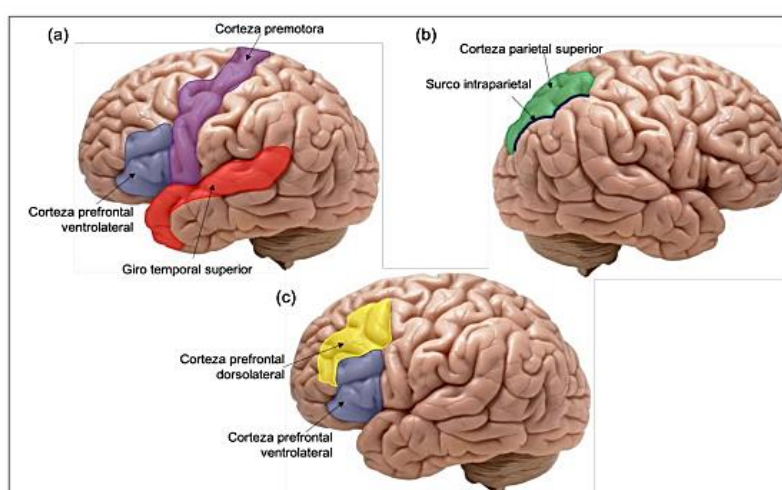 (a)
Corteza premotora
Corteza prefrontal
ventrolateral
Giro temporal superior
(b)
Corteza parietal superior
Surco intraparietal
(c)
Corteza prefrontal
dorsolateral
Corteza prefrontal
ventrolateral